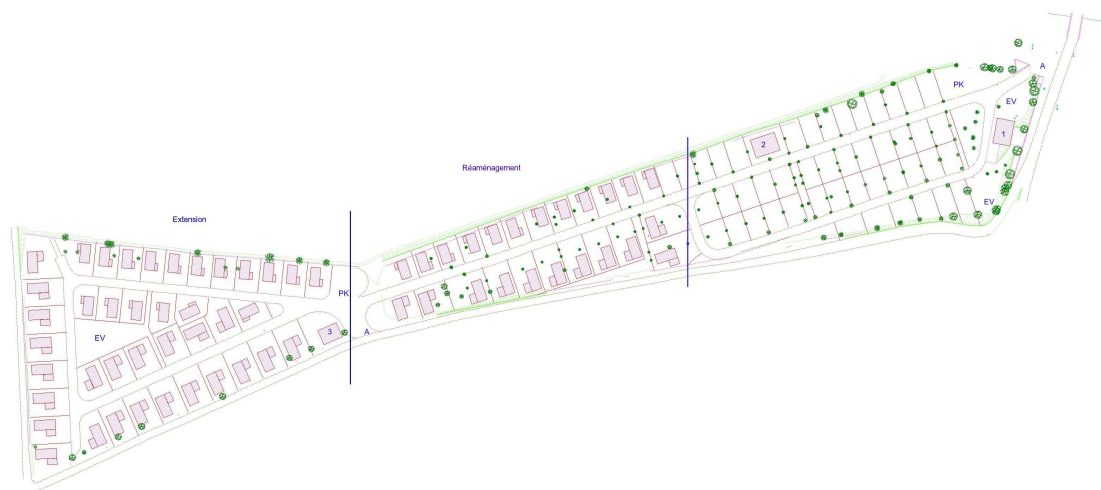 A
PK
EV
1
2
Réaménagement
EV
Extension
PK
A
3
EV